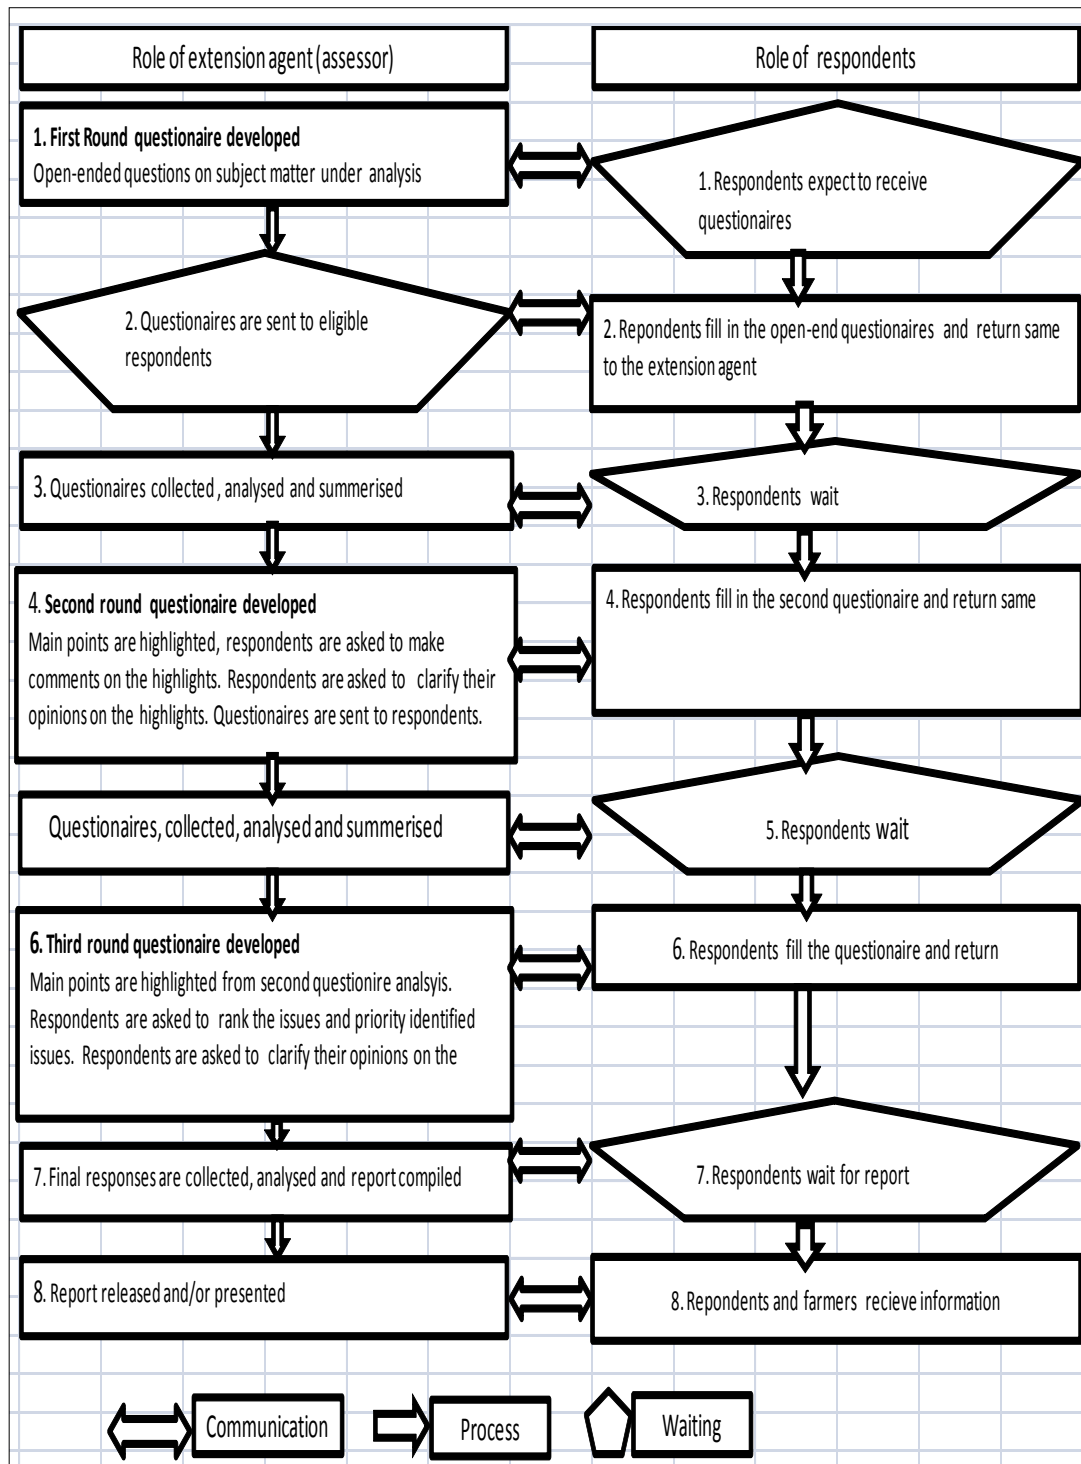 Role of extension agent (assessor)
Role of respondents
1. First Round questionaire developed
Open-ended questions on subject matter under analysis
1. Respondents expect to receive
questionaires
2. Questionaires are sent to eligible
respondents
2. Repondents fill in the open-end questionaires and return same
to the extension agent
3. Questionaires collected, analysed and summerised
3. Respondents wait
4. Second round questionaire developed
Main points are highlighted, respondents are asked to make
comments on the highlights. Respondents are asked to clarify their
opinions on the highlights. Questionaires are sent to respondents.
4. Respondents fill in the second questionaire and return same
Questionaires, collected, analysed and summerised
5. Respondents wait
6. Third round questionaire developed
Main points are highlighted from second questionire analsyis.
Respondents are asked to rank the issues and priority identified
issues. Respondents are asked to clarify their opinions on the
6. Respondents fill the questionaire and return
7. Final responses are collected, analysed and report compiled
7. Respondents wait for report
8. Report released and/or presented
8. Repondents and farmers recieve information
Communication
Process
Waiting